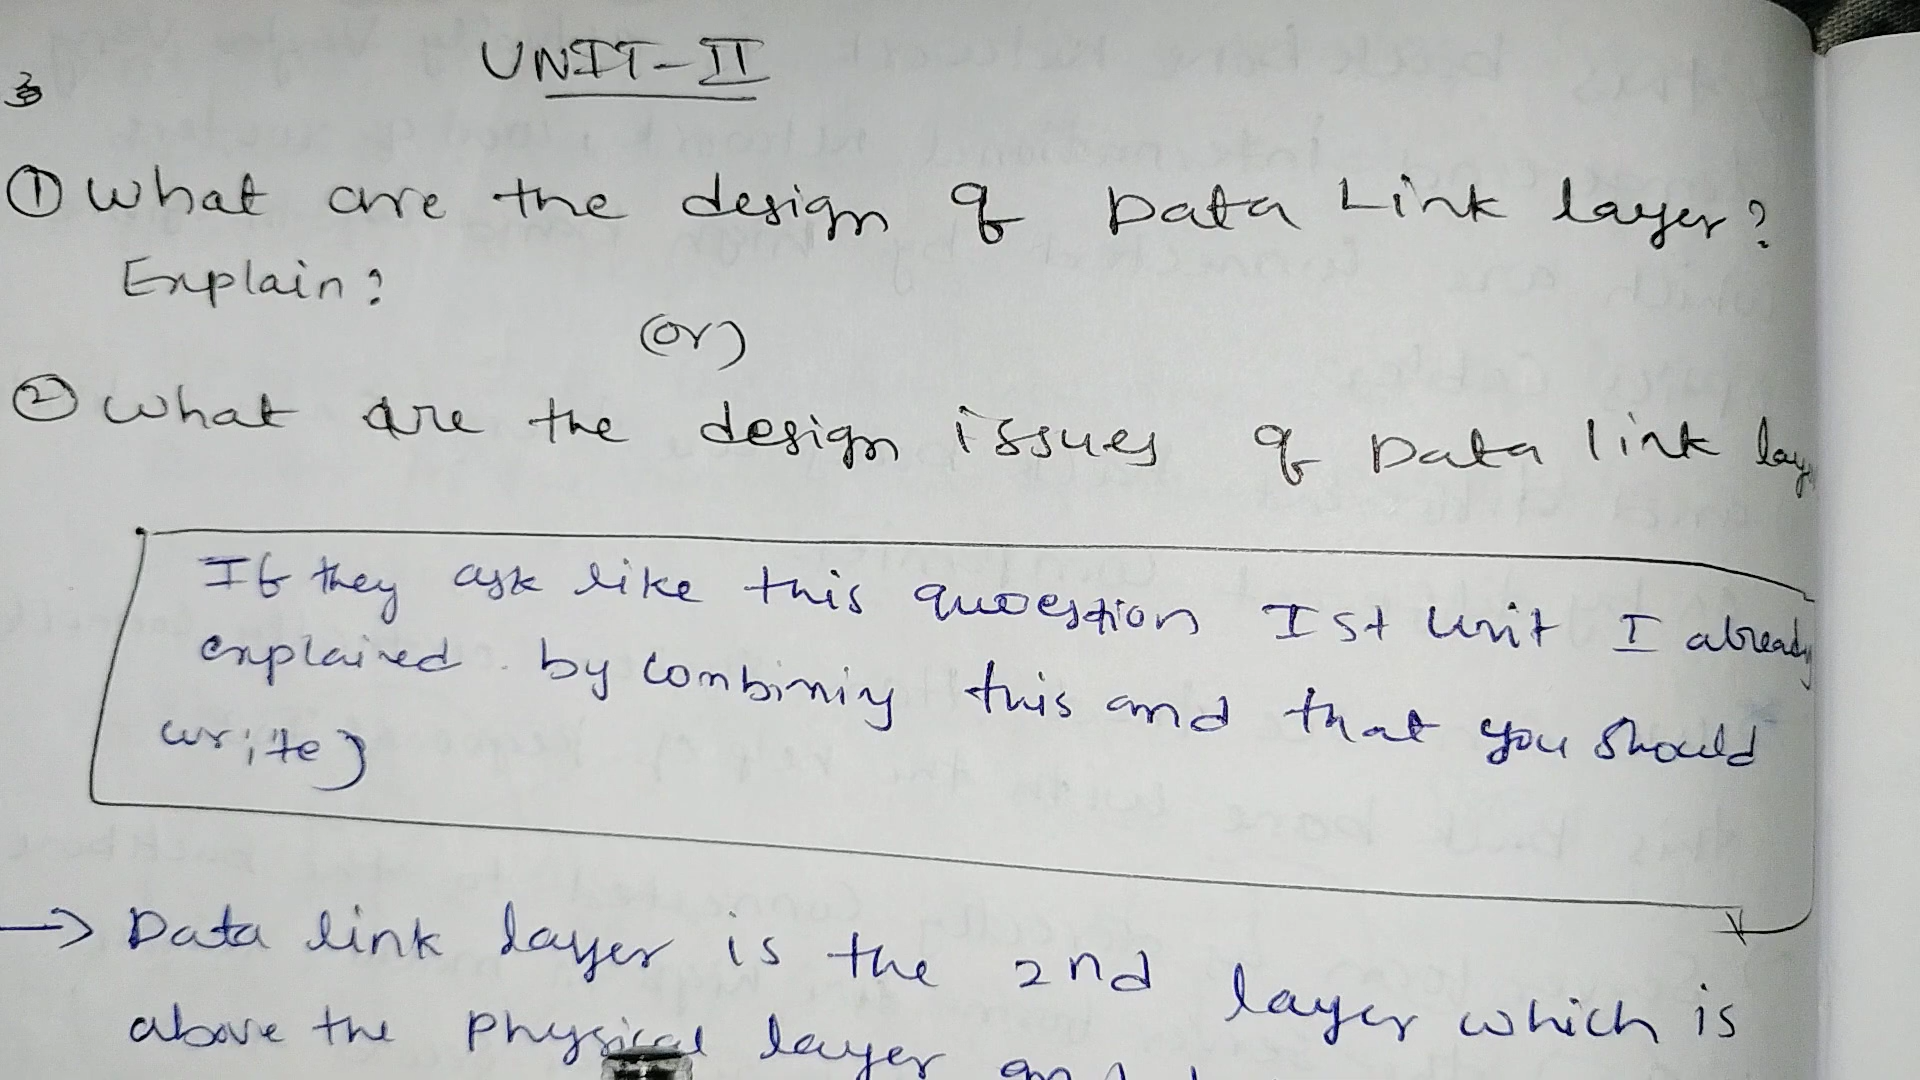 UNIT-II
① What are the design of Data Link layer?
Explain?
(or)
② What are the design issues of Data link lay
If they ask like this question Ist Unit I already
explained by combining this and that you should
write)
→ Data link layer is the 2nd layer which is
above the physical layer